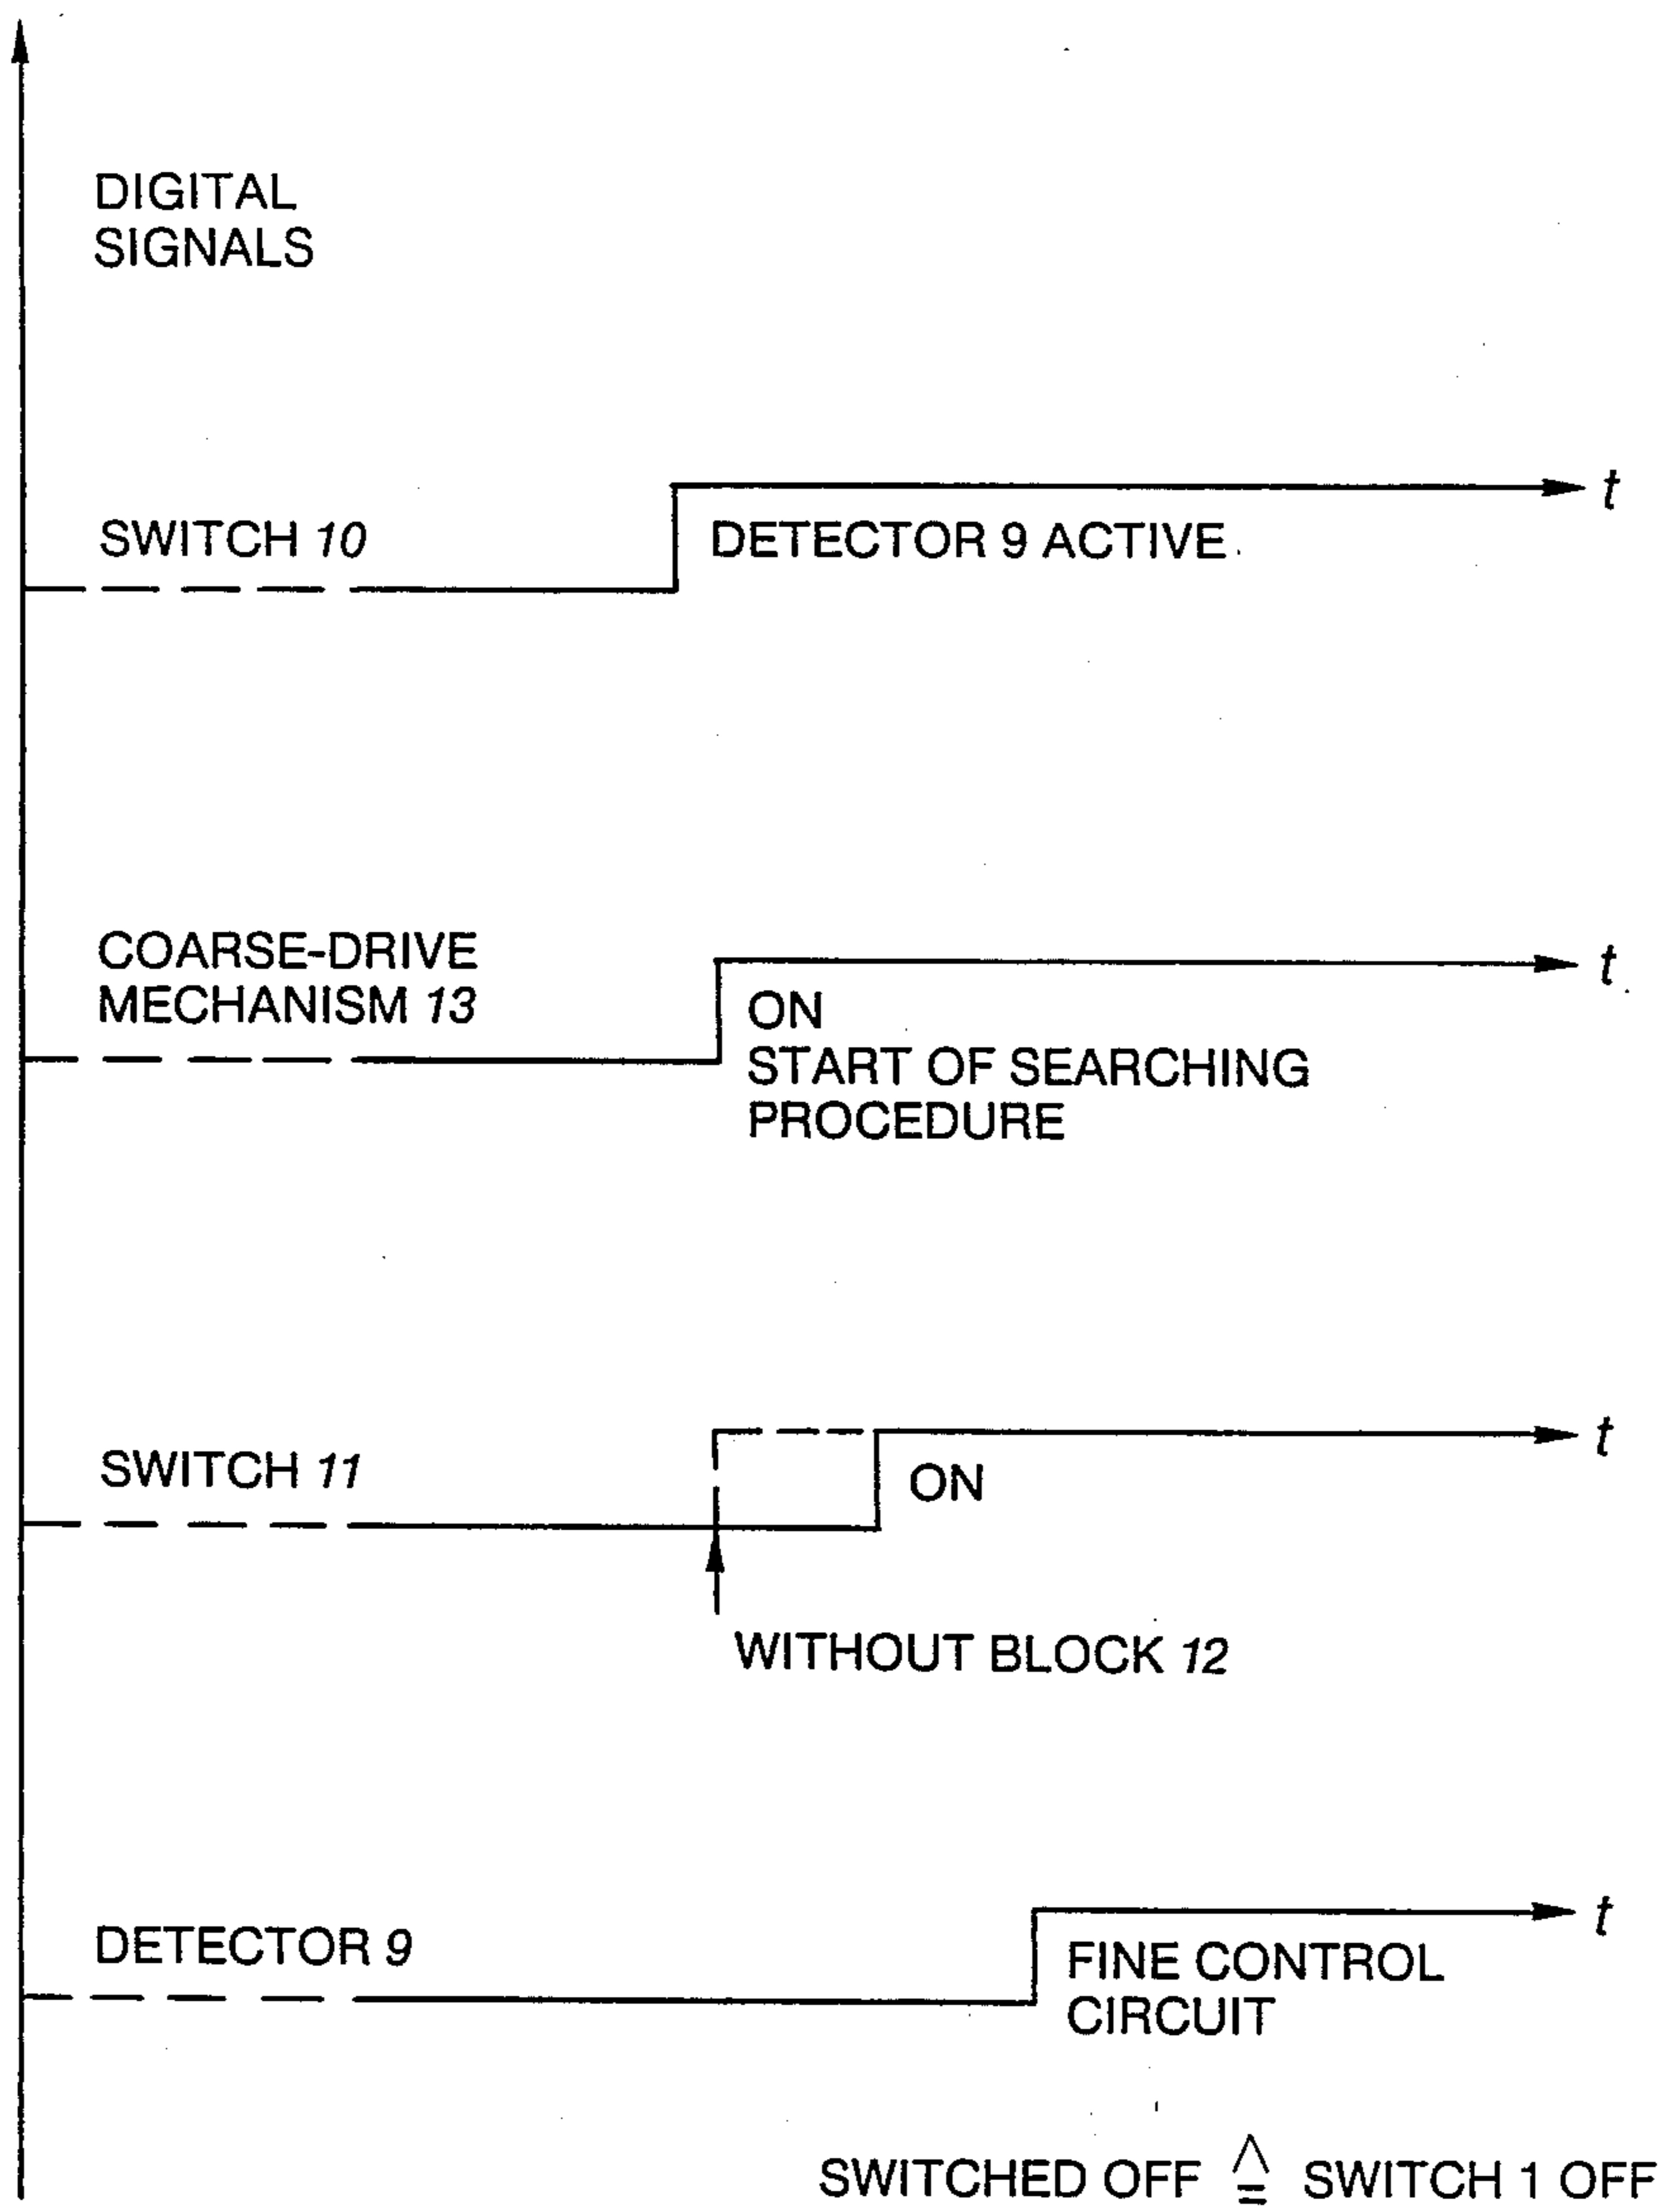 DIGITAL
SIGNALS
t
SWITCH 10
DETECTOR 9 ACTIVE
COARSE-DRIVE
MECHANISM 13
t
ON
START OF SEARCHING
PROCEDURE
t
SWITCH 11
ON
WITHOUT BLOCK 12
t
DETECTOR 9
FINE CONTROL
CIRCUIT
SWITCHED OFF ≙ SWITCH 1 OFF